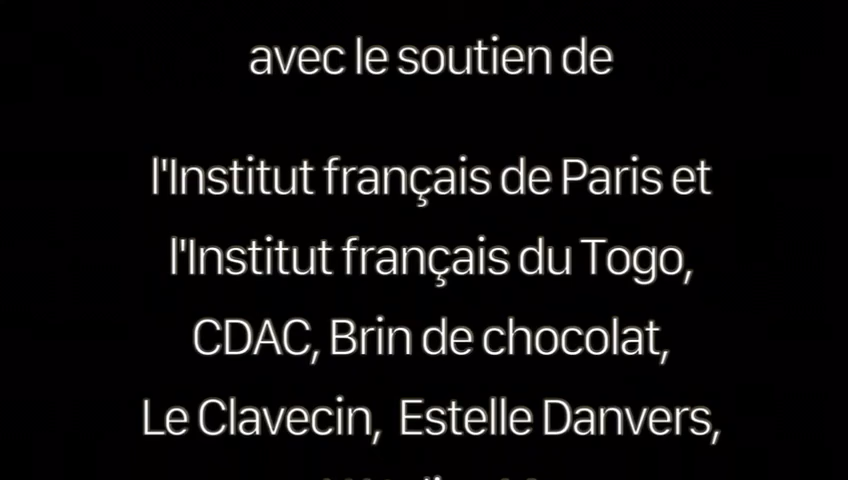 avec le soutien de
l'Institut français de Paris et
l'Institut français du Togo,
CDAC, Brin de chocolat,
Le Clavecin, Estelle Danvers,